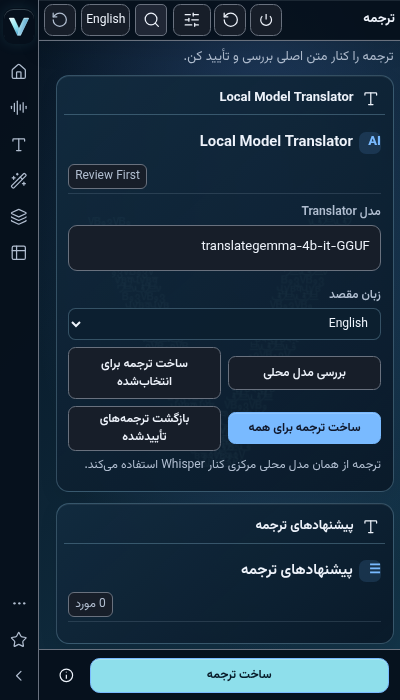 ترجمه
English
ترجمه را کنار متن اصلی بررسی و تأیید کن.
Local Model Translator
AI
Local Model Translator
Review First
مدل Translator
translategemma-4b-it-GGUF
زبان مقصد
English
بررسی مدل محلی
ساخت ترجمه برای
انتخاب‌شده
ساخت ترجمه برای همه
بازگشت ترجمه‌های
تأییدشده
ترجمه از همان مدل محلی مرکزی کنار Whisper استفاده می‌کند.
پیشنهادهای ترجمه
پیشنهادهای ترجمه
0 مورد
ساخت ترجمه